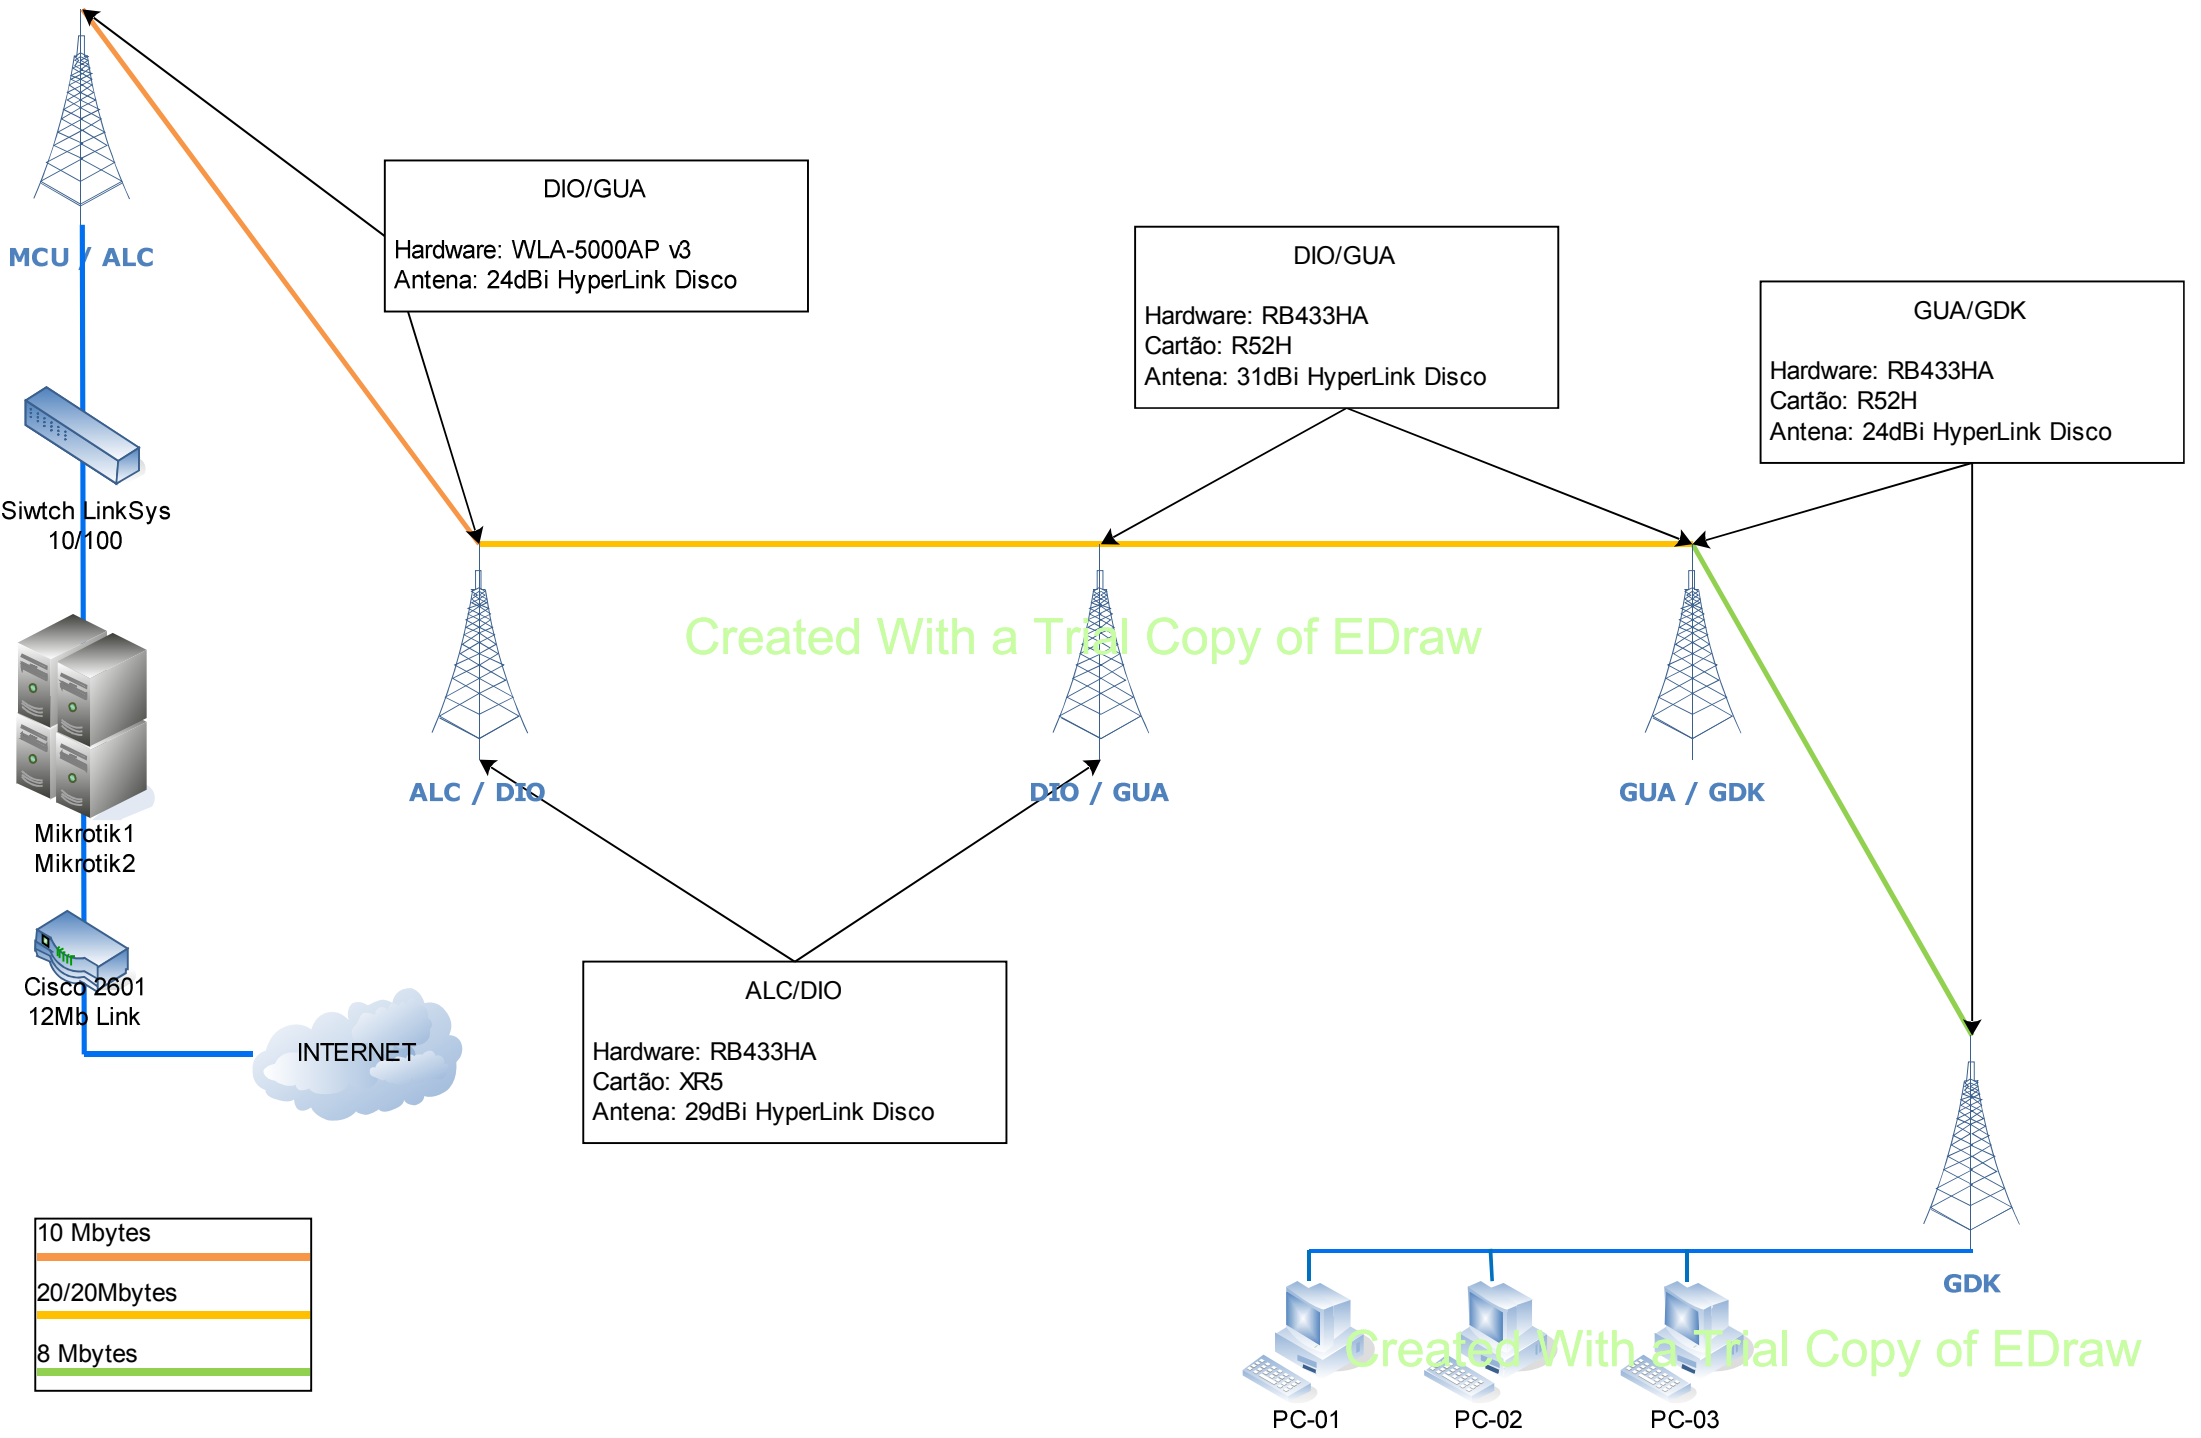 DIO/GUA
Hardware: WLA-5000AP v3
Antena: 24dBi HyperLink Disco
MCU / ALC
DIO/GUA
Hardware: RB433HA
Cartão: R52H
Antena: 31dBi HyperLink Disco
GUA/GDK
Hardware: RB433HA
Cartão: R52H
Antena: 24dBi HyperLink Disco
Siwtch LinkSys
10/100
Created With a Trial Copy of EDraw
ALC / DIO
DIO / GUA
GUA / GDK
Mikrotik1
Mikrotik2
Cisco 2601
12Mb Link
INTERNET
ALC/DIO
Hardware: RB433HA
Cartão: XR5
Antena: 29dBi HyperLink Disco
10 Mbytes
20/20Mbytes
8 Mbytes
GDK
Created With a Trial Copy of EDraw
PC-01
PC-02
PC-03